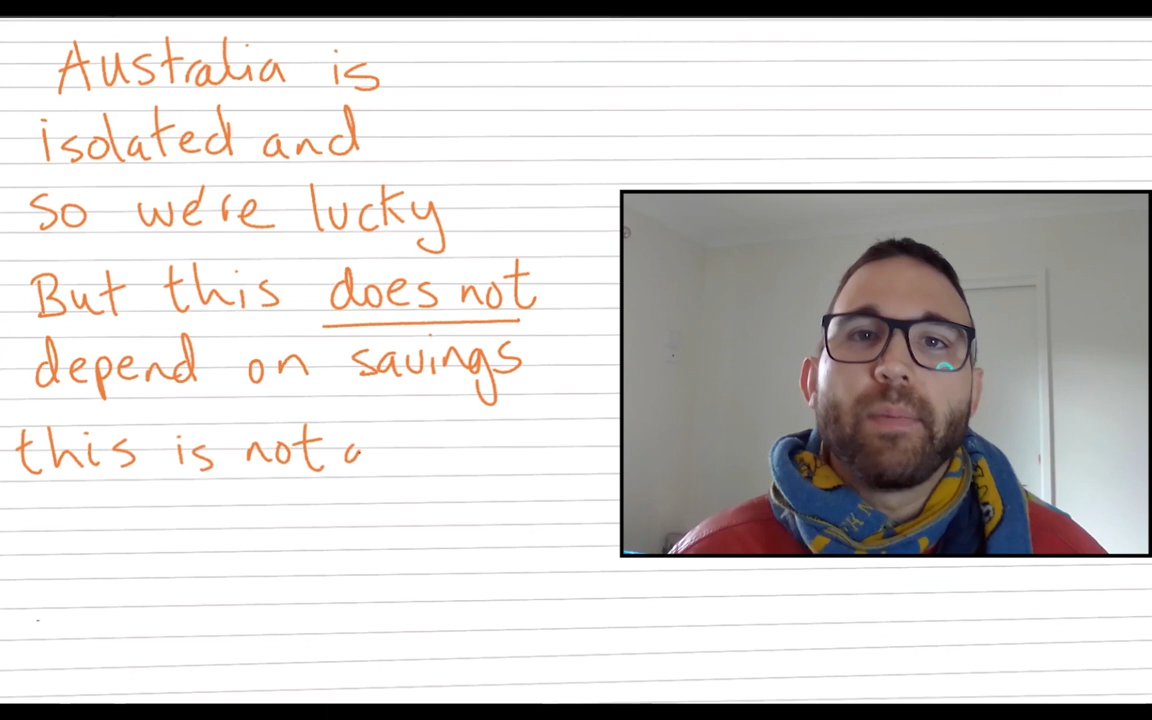 Australia is
isolated and
so we're lucky
But this does not
depend on savings
this is not a